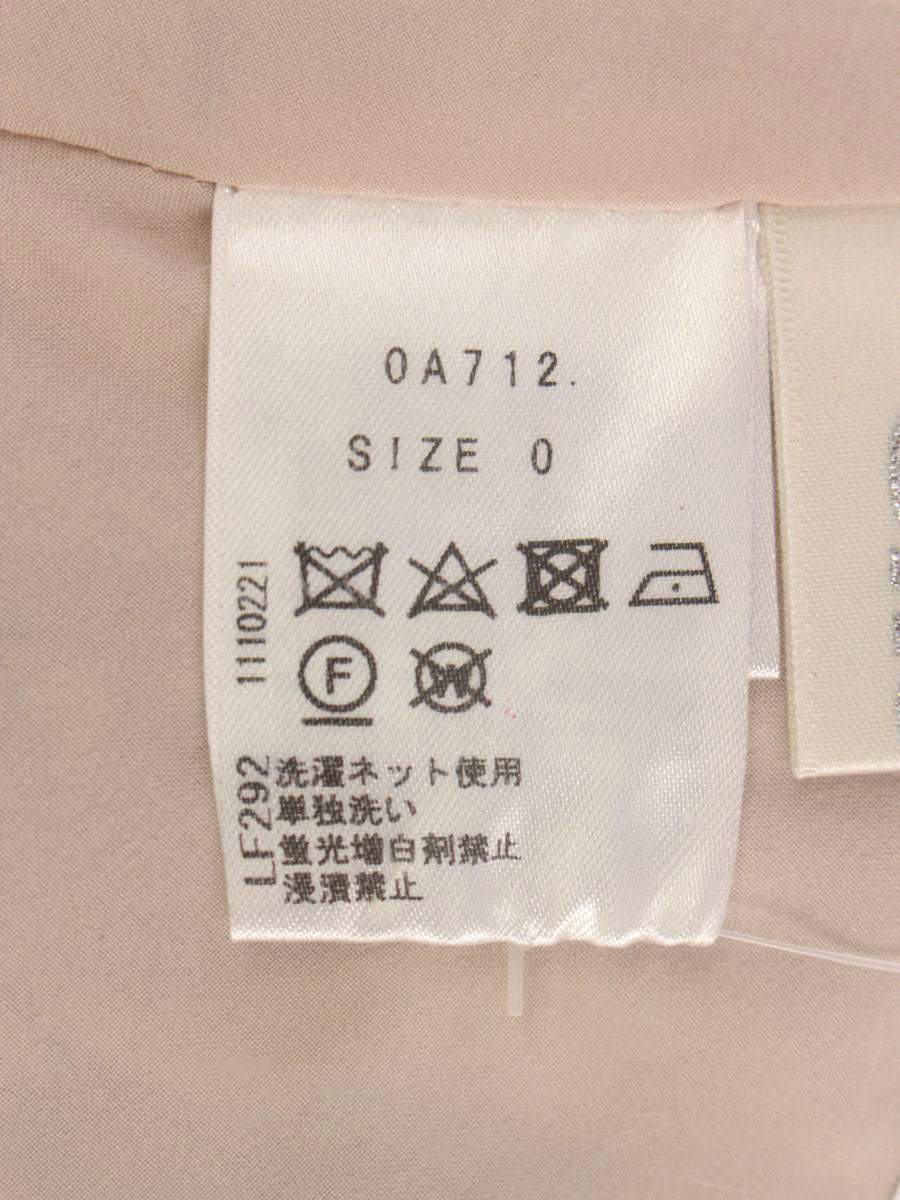 0A712.
SIZE 0
1110221
F
W
LF292
洗濯ネット使用
単独洗い
蛍光増白剤禁止
浸漬禁止